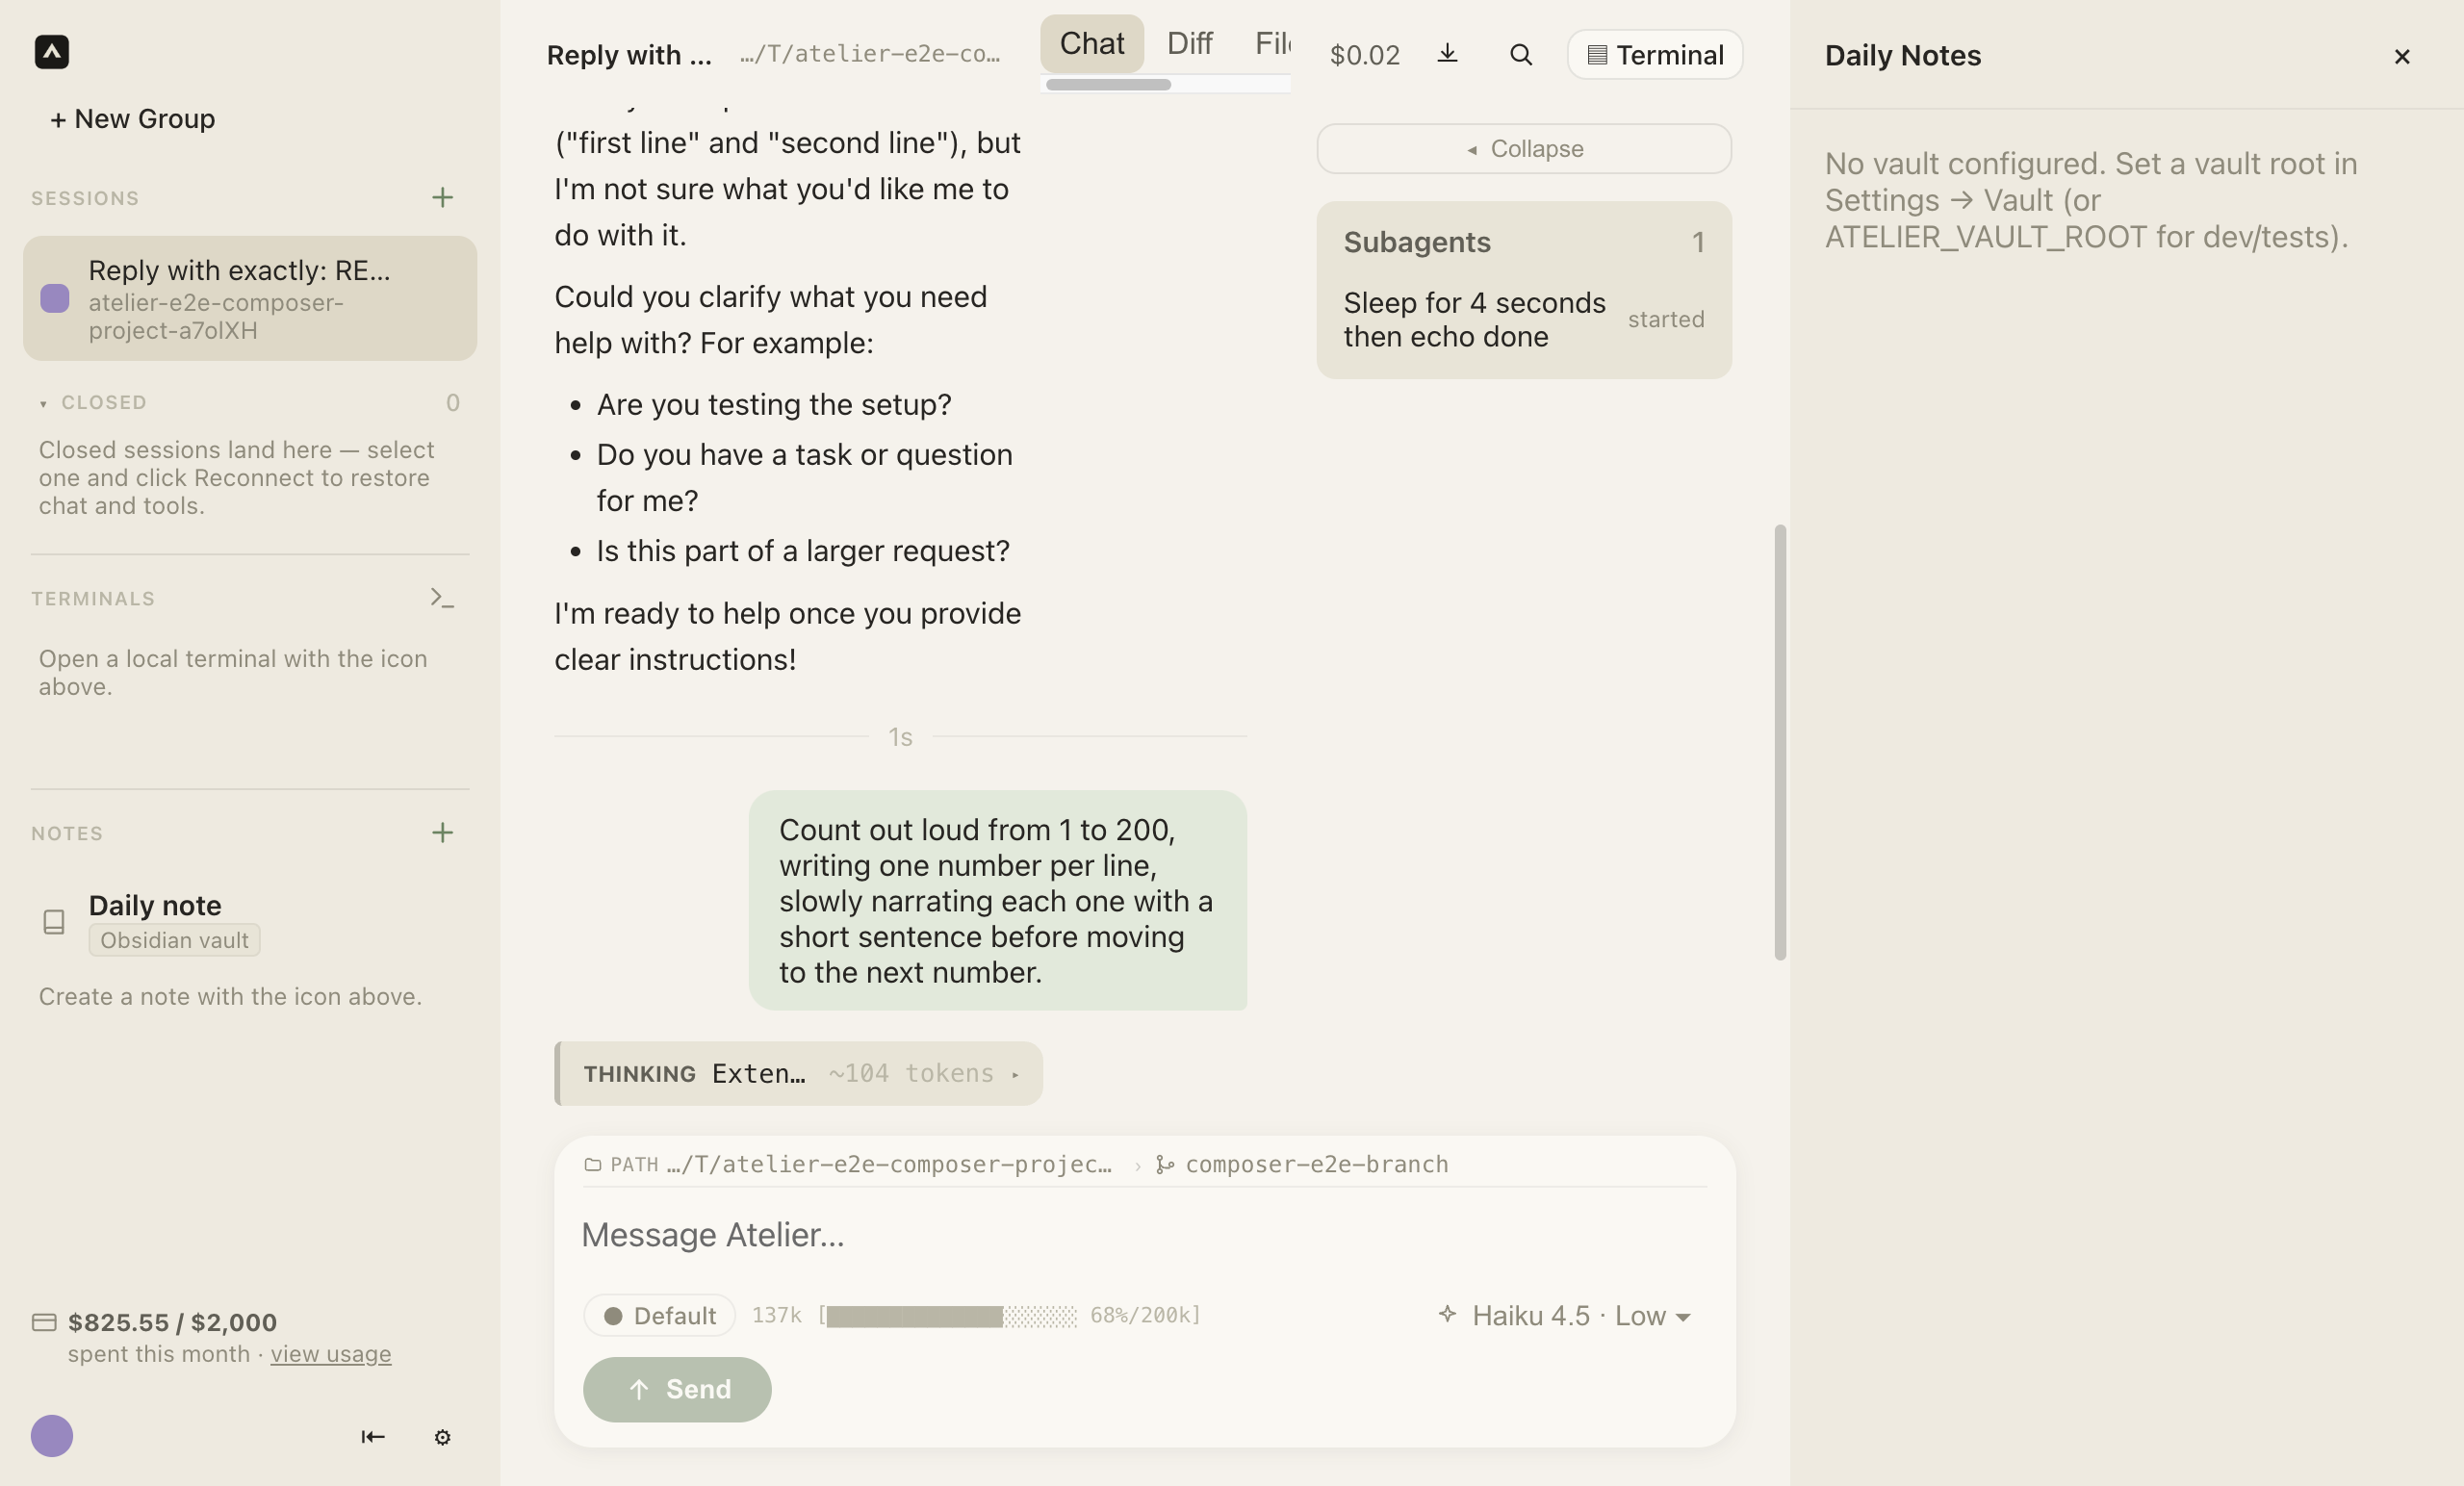 + New Group
SESSIONS
Reply with exactly: RE...
atelier-e2e-composer-
project-a7olXH
CLOSED 0
Closed sessions land here — select
one and click Reconnect to restore
chat and tools.
TERMINALS
Open a local terminal with the icon
above.
NOTES
Daily note
Obsidian vault
Create a note with the icon above.
$825.55 / $2,000
spent this month · view usage
Reply with ... …/T/atelier-e2e-co…
Chat Diff
$0.02 Terminal
("first line" and "second line"), but
I'm not sure what you'd like me to
do with it.
Could you clarify what you need
help with? For example:
• Are you testing the setup?
• Do you have a task or question
for me?
• Is this part of a larger request?
I'm ready to help once you provide
clear instructions!
1s
Count out loud from 1 to 200,
writing one number per line,
slowly narrating each one with a
short sentence before moving
to the next number.
THINKING Exten… ~104 tokens
Collapse
Subagents 1
Sleep for 4 seconds
then echo done
started
PATH …/T/atelier-e2e-composer-projec… › composer-e2e-branch
Message Atelier...
Default 137k [68%/200k]
Haiku 4.5 · Low
Send
Daily Notes ×
No vault configured. Set a vault root in
Settings → Vault (or
ATELIER_VAULT_ROOT for dev/tests).